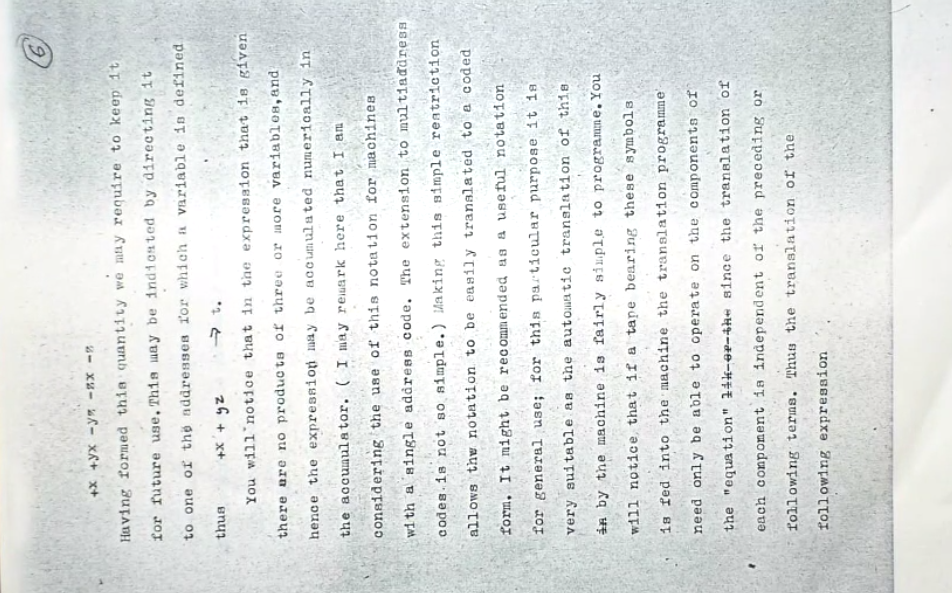 6
+x +yx -yz -zx -z
Having formed this quantity we may require to keep it
for future use.This may be indicated by directing it
to one of the addresses for which a variable is defined
thus +x + yz → t.
You will notice that in the expression that is given
there are no products of three or more variables,and
hence the expression may be accumulated numerically in
the accumulator. ( I may remark here that I am
considering the use of this notation for machines
with a single address code. The extension to multiaddress
codes is not so simple.) Making this simple restriction
allows thw notation to be easily translated to a coded
form. It might be recommended as a useful notation
for general use; for this particular purpose it is
very suitable as the automatic translation of this
in by the machine is fairly simple to programme.You
will notice that if a tape bearing these symbols
is fed into the machine the translation programme
need only be able to operate on the components of
the "equation" lik or the since the translation of
each compoment is independent of the preceding or
following terms. Thus the translation of the
following expression